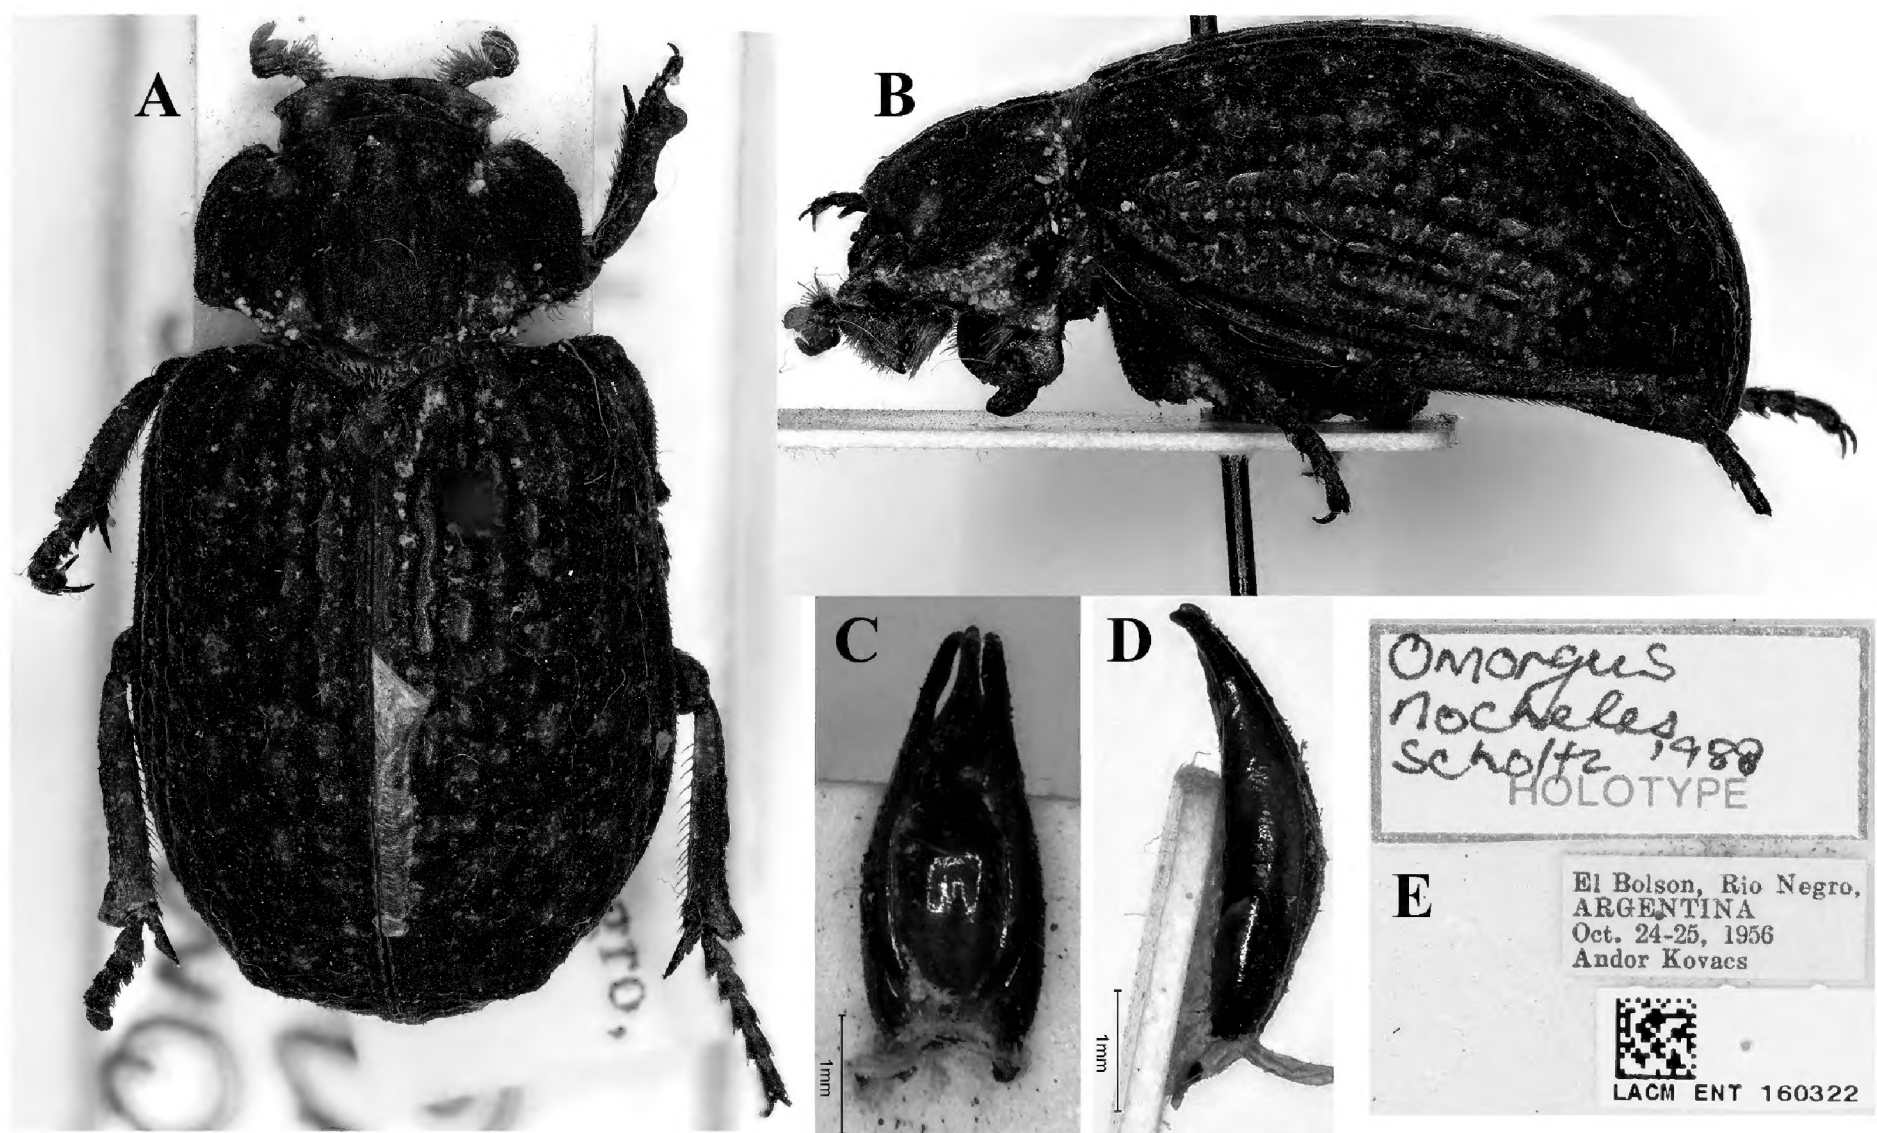 A
B
C
D
1mm
1mm
Omorgus
nocheles
Scholtz 1988
HOLOTYPE
E
El Bolson, Rio Negro,
ARGENTINA
Oct. 24-25, 1956
Andor Kovacs
LACM ENT 160322